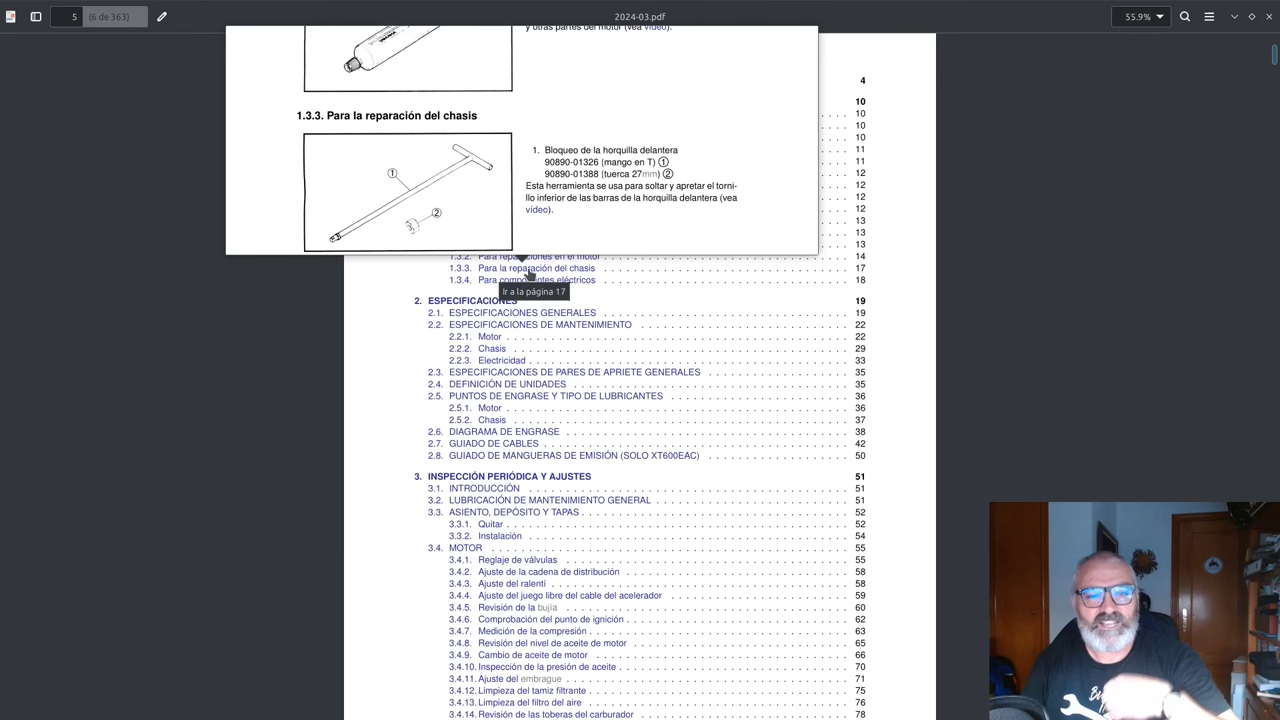 5
(6 de 363)
2024-03.pdf
55.9%
y otras partes del motor (vea vídeo).
1.3.3. Para la reparación del chasis
1
2
1. Bloqueo de la horquilla delantera
90890-01326 (mango en T) ①
90890-01388 (tuerca 27mm) ②
Esta herramienta se usa para soltar y apretar el torni-
llo inferior de las barras de la horquilla delantera (vea
vídeo).
4
10
10
10
10
11
11
12
12
12
12
13
13
13
1.3.2. Para reparaciones en el motor 14
1.3.3. Para la reparación del chasis 17
1.3.4. Para componentes eléctricos 18
Ir a la página 17
2. ESPECIFICACIONES 19
2.1. ESPECIFICACIONES GENERALES 19
2.2. ESPECIFICACIONES DE MANTENIMIENTO 22
2.2.1. Motor 22
2.2.2. Chasis 29
2.2.3. Electricidad 33
2.3. ESPECIFICACIONES DE PARES DE APRIETE GENERALES 35
2.4. DEFINICIÓN DE UNIDADES 35
2.5. PUNTOS DE ENGRASE Y TIPO DE LUBRICANTES 36
2.5.1. Motor 36
2.5.2. Chasis 37
2.6. DIAGRAMA DE ENGRASE 38
2.7. GUIADO DE CABLES 42
2.8. GUIADO DE MANGUERAS DE EMISIÓN (SOLO XT600EAC) 50
3. INSPECCIÓN PERIÓDICA Y AJUSTES 51
3.1. INTRODUCCIÓN 51
3.2. LUBRICACIÓN DE MANTENIMIENTO GENERAL 51
3.3. ASIENTO, DEPÓSITO Y TAPAS 52
3.3.1. Quitar 52
3.3.2. Instalación 54
3.4. MOTOR 55
3.4.1. Reglaje de válvulas 55
3.4.2. Ajuste de la cadena de distribución 58
3.4.3. Ajuste del ralentí 58
3.4.4. Ajuste del juego libre del cable del acelerador 59
3.4.5. Revisión de la bujía 60
3.4.6. Comprobación del punto de ignición 62
3.4.7. Medición de la compresión 63
3.4.8. Revisión del nivel de aceite de motor 65
3.4.9. Cambio de aceite de motor 66
3.4.10. Inspección de la presión de aceite 70
3.4.11. Ajuste del embrague 71
3.4.12. Limpieza del tamiz filtrante 75
3.4.13. Limpieza del filtro del aire 76
3.4.14. Revisión de las toberas del carburador 78